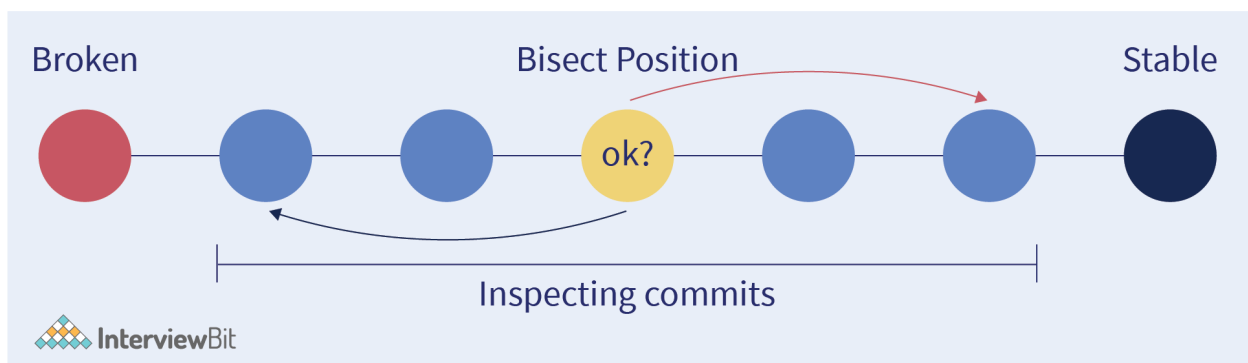 Broken
Bisect Position
Stable
ok?
Inspecting commits
InterviewBit